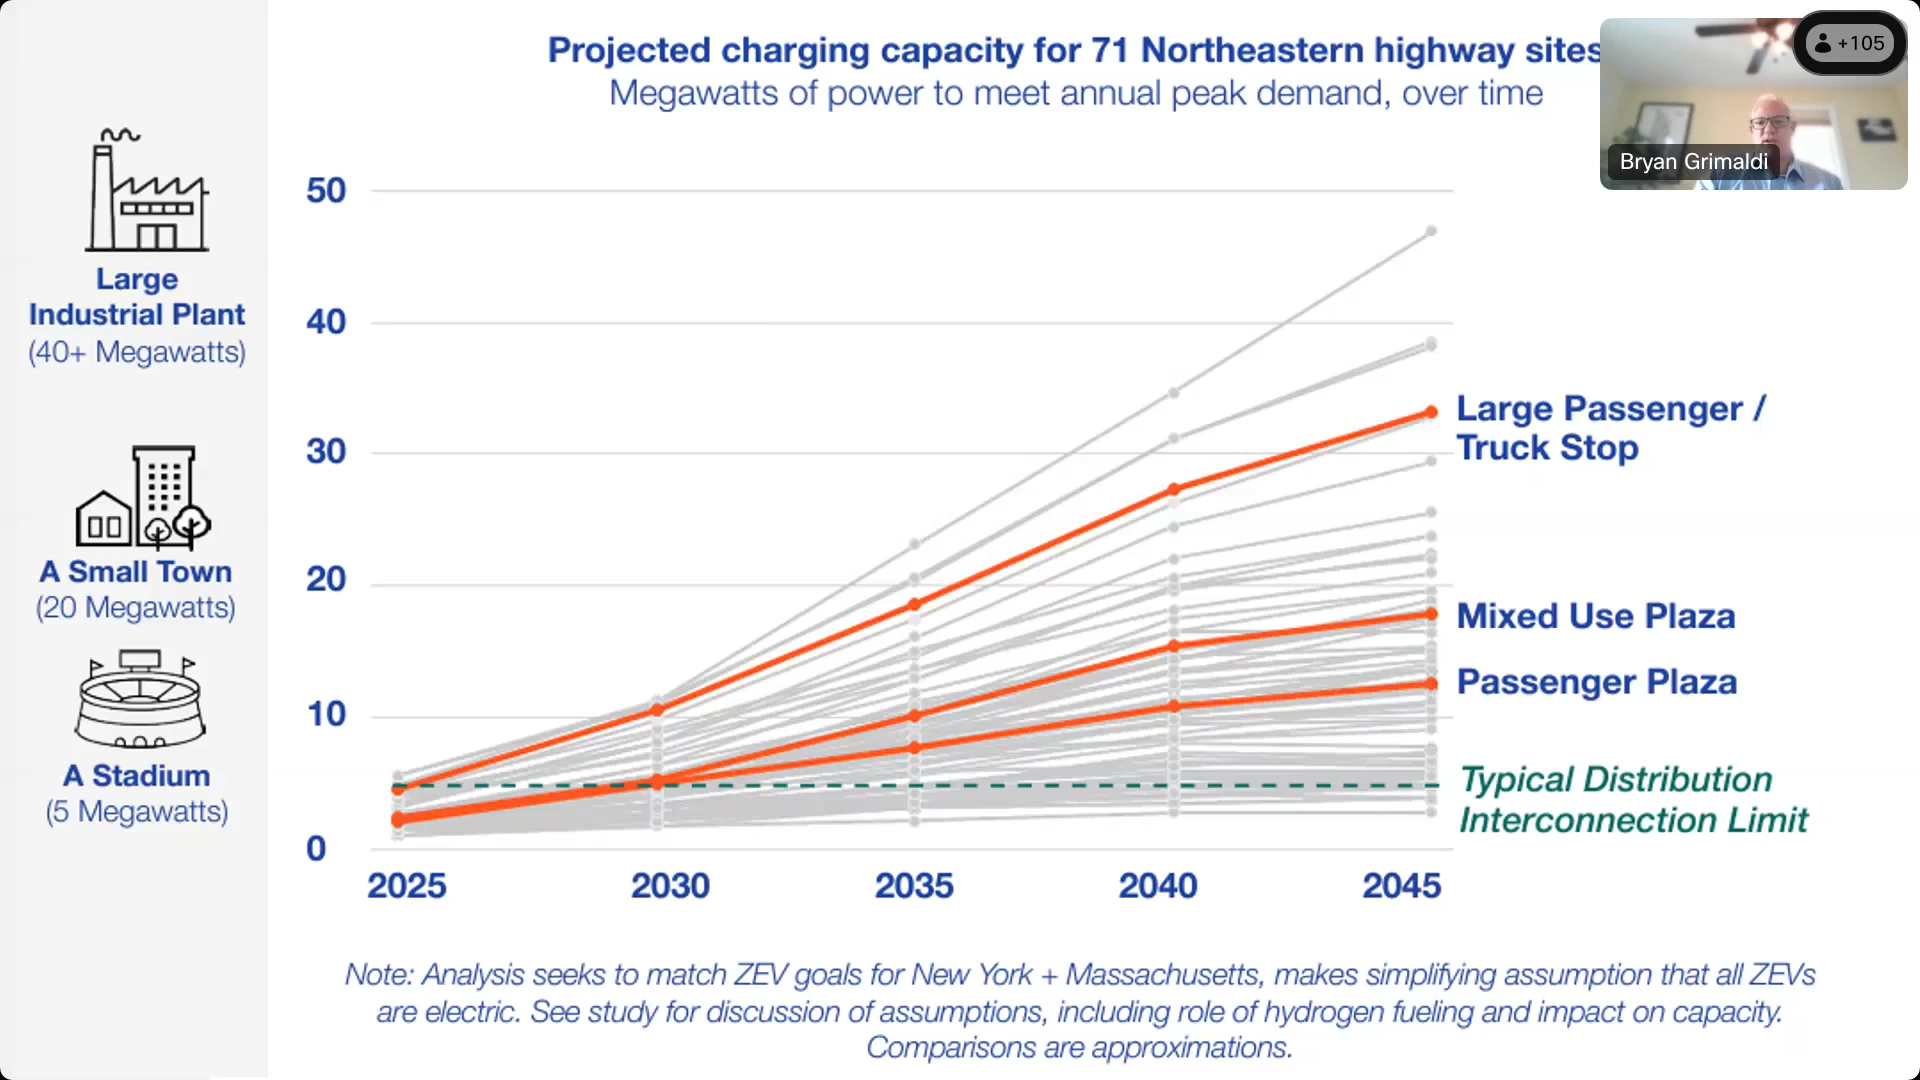 Projected charging capacity for 71 Northeastern highway sites
Megawatts of power to meet annual peak demand, over time
+105
Bryan Grimaldi
Large
Industrial Plant
(40+ Megawatts)
A Small Town
(20 Megawatts)
A Stadium
(5 Megawatts)
50
40
30
20
10
0
2025
2030
2035
2040
2045
Large Passenger /
Truck Stop
Mixed Use Plaza
Passenger Plaza
Typical Distribution
Interconnection Limit
Note: Analysis seeks to match ZEV goals for New York + Massachusetts, makes simplifying assumption that all ZEVs
are electric. See study for discussion of assumptions, including role of hydrogen fueling and impact on capacity.
Comparisons are approximations.